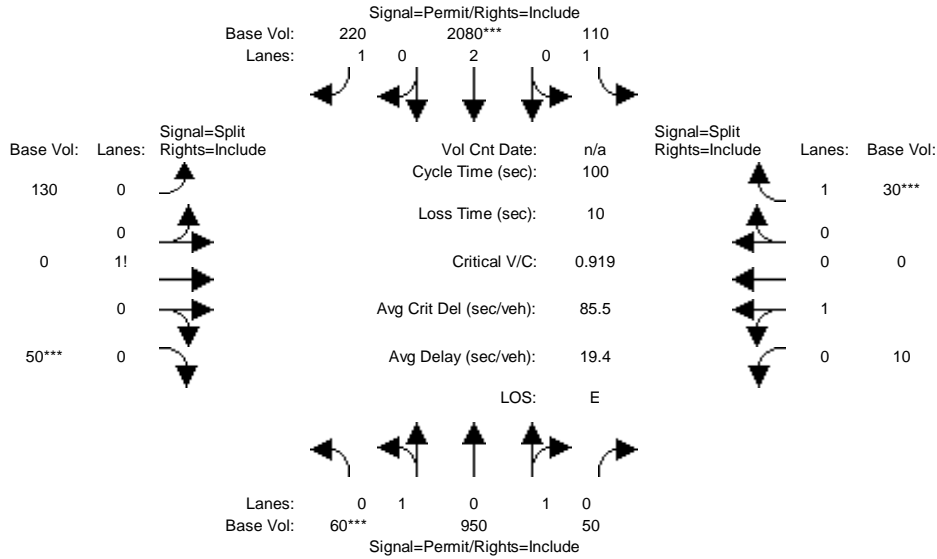 Signal=Permit/Rights=Include
Base Vol: 220 2080*** 110
Lanes: 1 0 2 0 1
Signal=Split
Rights=Include
Base Vol: Lanes:
Vol Cnt Date: n/a
Signal=Split
Rights=Include
Lanes: Base Vol:
Cycle Time (sec): 100
130 0
1 30***
Loss Time (sec): 10
0
0
0 1!
Critical V/C: 0.919
0 0
0
Avg Crit Del (sec/veh): 85.5
1
50*** 0
Avg Delay (sec/veh): 19.4
0 10
LOS: E
Lanes: 0 1 0 1 0
Base Vol: 60*** 950 50
Signal=Permit/Rights=Include